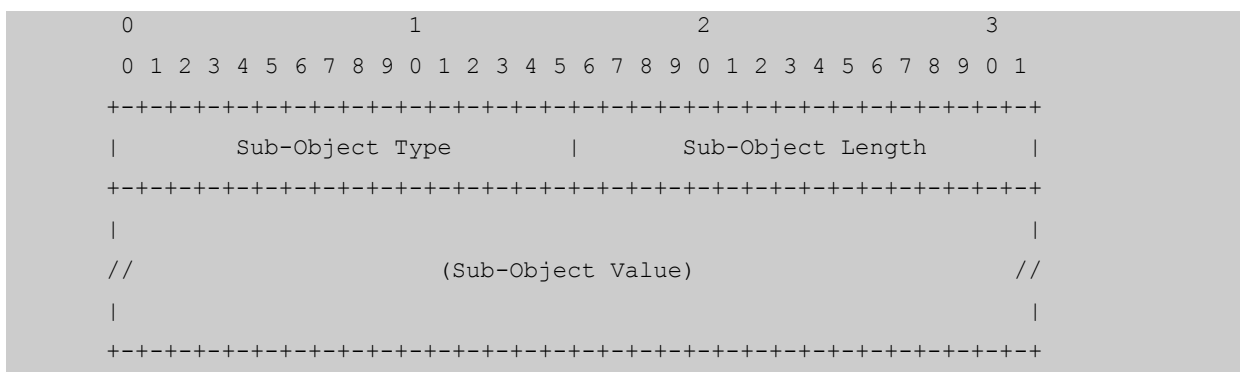 0                   1                   2                   3
0 1 2 3 4 5 6 7 8 9 0 1 2 3 4 5 6 7 8 9 0 1 2 3 4 5 6 7 8 9 0 1
+-+-+-+-+-+-+-+-+-+-+-+-+-+-+-+-+-+-+-+-+-+-+-+-+-+-+-+-+-+-+-+-+
|        Sub-Object Type        |       Sub-Object Length       |
+-+-+-+-+-+-+-+-+-+-+-+-+-+-+-+-+-+-+-+-+-+-+-+-+-+-+-+-+-+-+-+-+
|                                                               |
//                     (Sub-Object Value)                      //
|                                                               |
+-+-+-+-+-+-+-+-+-+-+-+-+-+-+-+-+-+-+-+-+-+-+-+-+-+-+-+-+-+-+-+-+